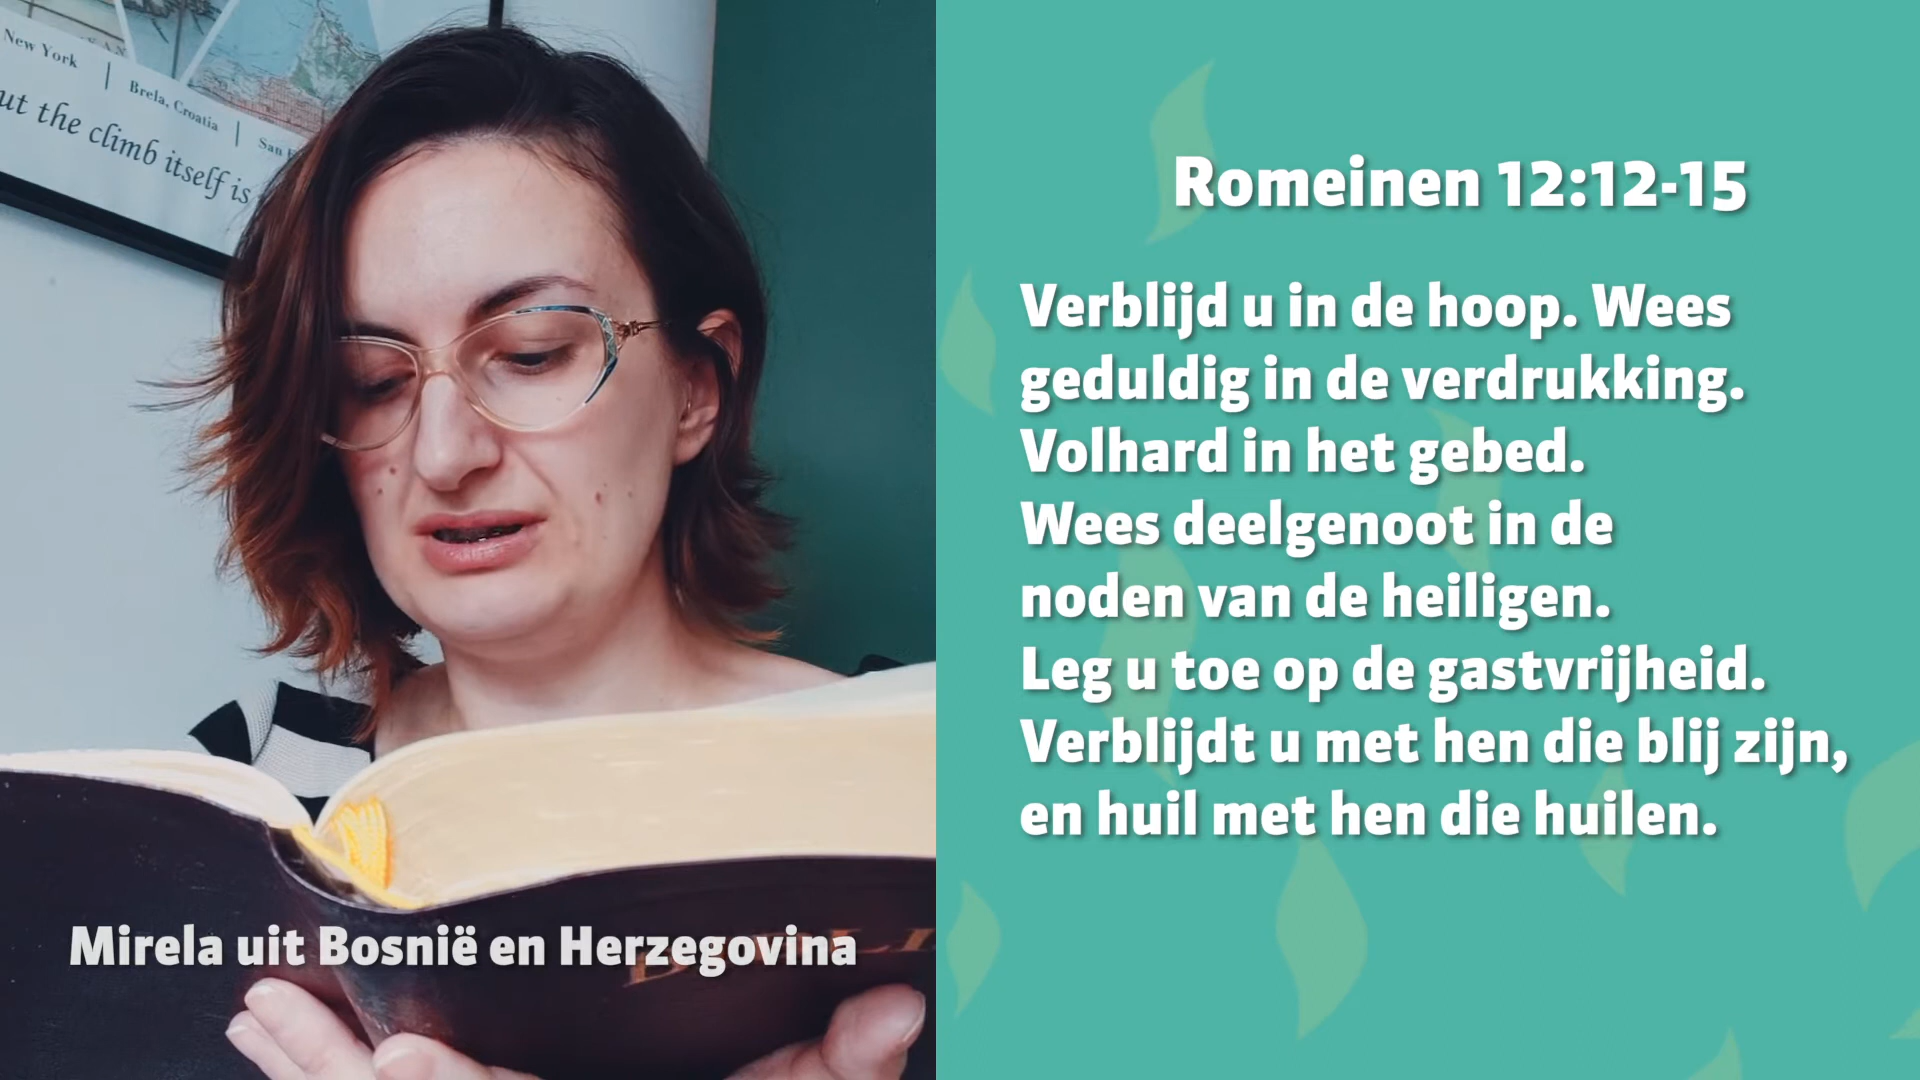 New York | Brela, Croatia | San
ut the climb itself is
Mirela uit Bosnië en Herzegovina
Romeinen 12:12-15
Verblijd u in de hoop. Wees
geduldig in de verdrukking.
Volhard in het gebed.
Wees deelgenoot in de
noden van de heiligen.
Leg u toe op de gastvrijheid.
Verblijdt u met hen die blij zijn,
en huil met hen die huilen.